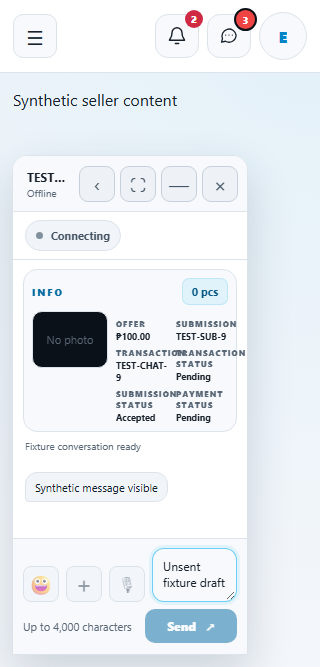 2
3
E
Synthetic seller content
TEST...
Offline
Connecting
INFO
0 pcs
No photo
OFFER
₱100.00
SUBMISSION
TEST-SUB-9
TRANSACTION
TEST-CHAT-
9
TRANSACTION
STATUS
Pending
SUBMISSION
STATUS
Accepted
PAYMENT
STATUS
Pending
Fixture conversation ready
Synthetic message visible
Unsent
fixture draft
Up to 4,000 characters
Send ↗